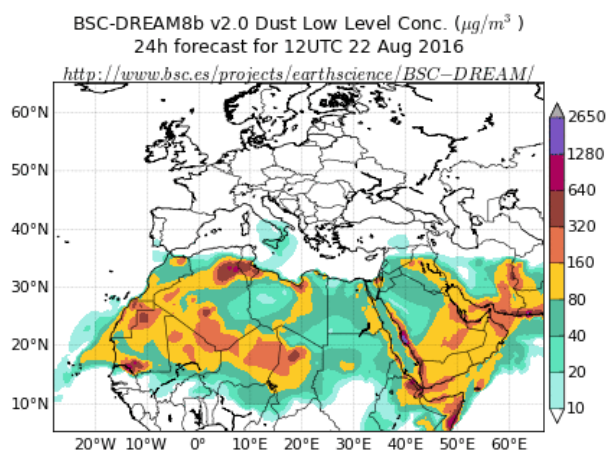 BSC-DREAM8b v2.0 Dust Low Level Conc. (μg/m³ )
24h forecast for 12UTC 22 Aug 2016
http://www.bsc.es/projects/earthscience/BSC−DREAM/
60°N
50°N
40°N
30°N
20°N
10°N
20°W 10°W 0° 10°E 20°E 30°E 40°E 50°E 60°E
2650
1280
640
320
160
80
40
20
10